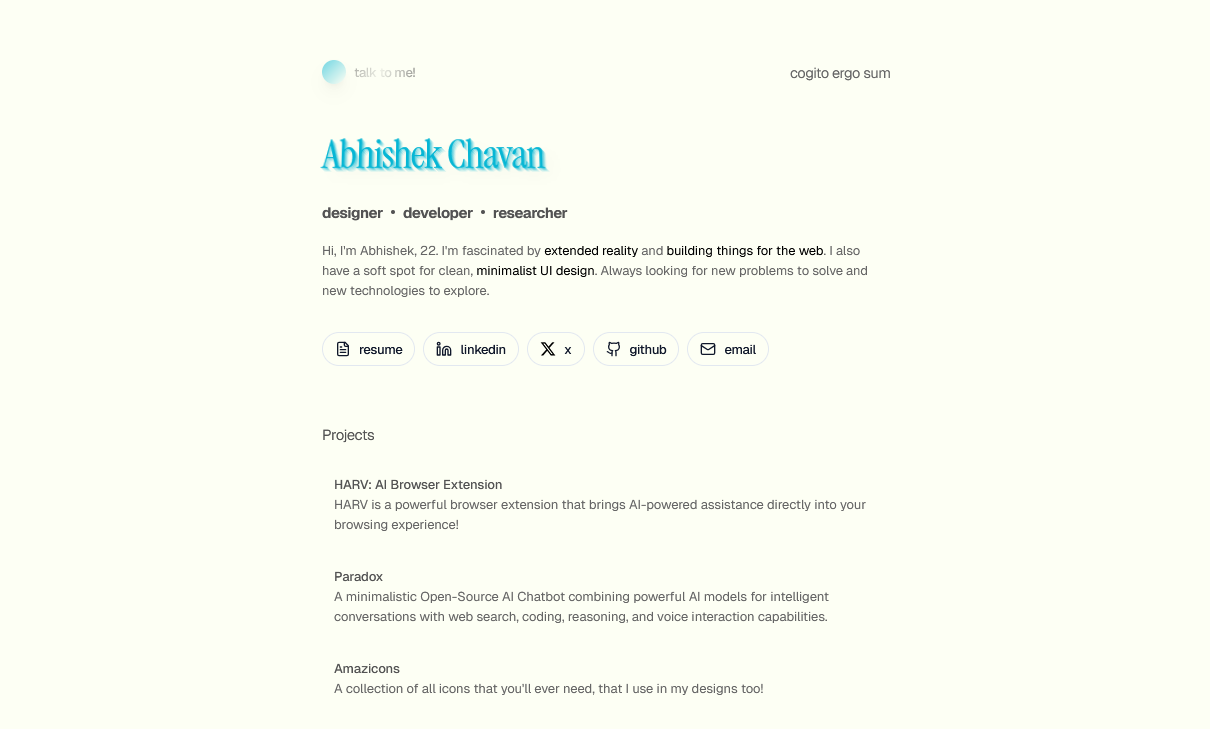 talk to me!
cogito ergo sum
Abhishek Chavan
designer • developer • researcher
Hi, I'm Abhishek, 22. I'm fascinated by extended reality and building things for the web. I also
have a soft spot for clean, minimalist UI design. Always looking for new problems to solve and
new technologies to explore.
resume linkedin x github email
Projects
HARV: AI Browser Extension
HARV is a powerful browser extension that brings AI-powered assistance directly into your
browsing experience!
Paradox
A minimalistic Open-Source AI Chatbot combining powerful AI models for intelligent
conversations with web search, coding, reasoning, and voice interaction capabilities.
Amazicons
A collection of all icons that you'll ever need, that I use in my designs too!